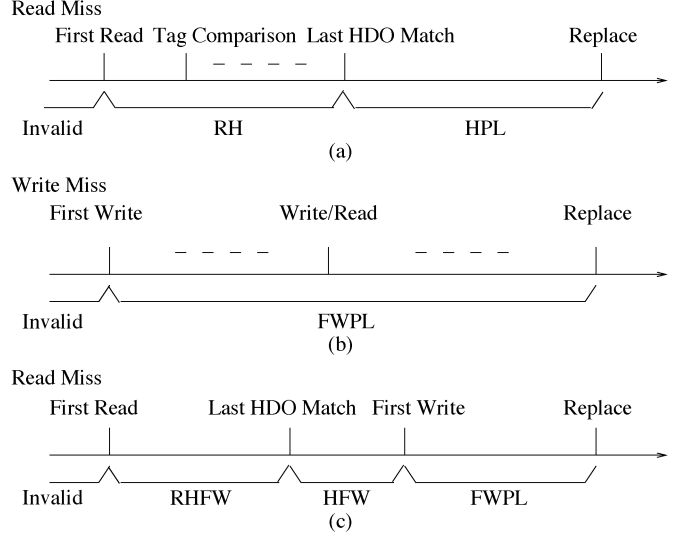 Read Miss
First Read Tag Comparison Last HDO Match Replace
Invalid RH HPL
(a)
Write Miss
First Write Write/Read Replace
Invalid FWPL
(b)
Read Miss
First Read Last HDO Match First Write Replace
Invalid RHFW HFW FWPL
(c)